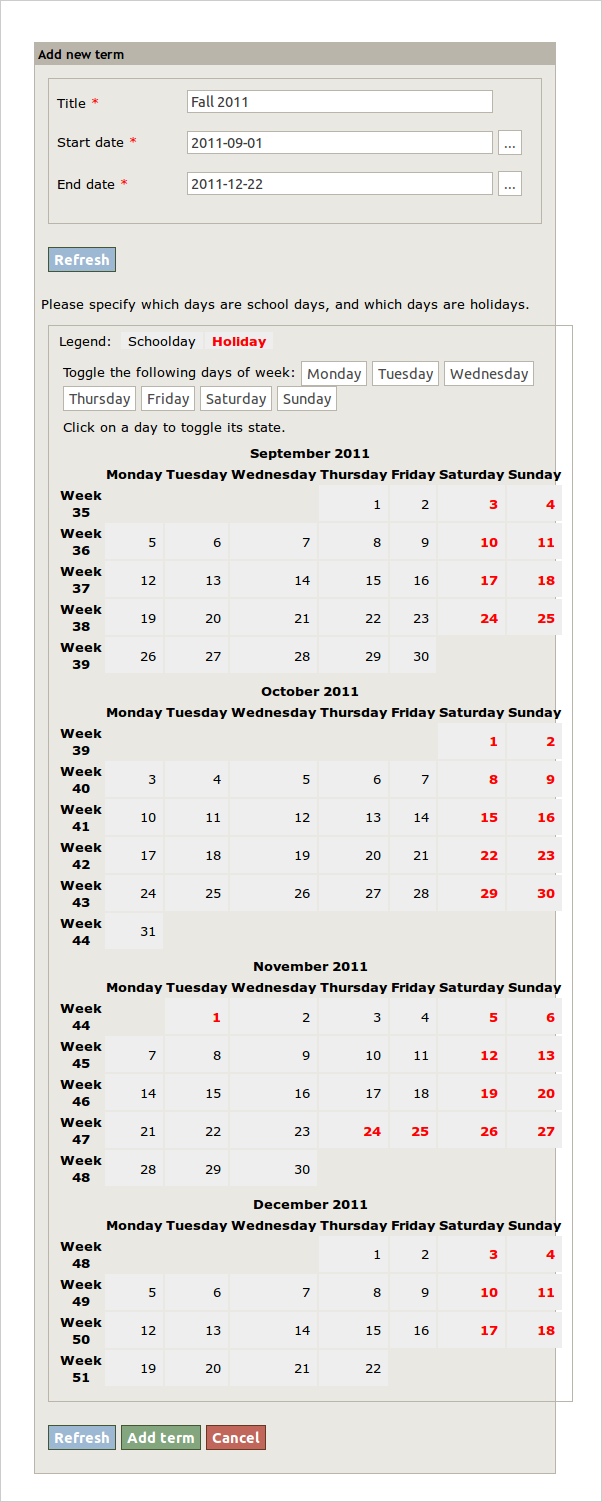 Add new term
Title *
Fall 2011
Start date *
2011-09-01
...
End date *
2011-12-22
...
Refresh
Please specify which days are school days, and which days are holidays.
Legend: Schoolday Holiday
Toggle the following days of week: Monday Tuesday Wednesday
Thursday Friday Saturday Sunday
Click on a day to toggle its state.
September 2011
Monday Tuesday Wednesday Thursday Friday Saturday Sunday
Week 35 1 2 3 4
Week 36 5 6 7 8 9 10 11
Week 37 12 13 14 15 16 17 18
Week 38 19 20 21 22 23 24 25
Week 39 26 27 28 29 30
October 2011
Monday Tuesday Wednesday Thursday Friday Saturday Sunday
Week 39 1 2
Week 40 3 4 5 6 7 8 9
Week 41 10 11 12 13 14 15 16
Week 42 17 18 19 20 21 22 23
Week 43 24 25 26 27 28 29 30
Week 44 31
November 2011
Monday Tuesday Wednesday Thursday Friday Saturday Sunday
Week 44 1 2 3 4 5 6
Week 45 7 8 9 10 11 12 13
Week 46 14 15 16 17 18 19 20
Week 47 21 22 23 24 25 26 27
Week 48 28 29 30
December 2011
Monday Tuesday Wednesday Thursday Friday Saturday Sunday
Week 48 1 2 3 4
Week 49 5 6 7 8 9 10 11
Week 50 12 13 14 15 16 17 18
Week 51 19 20 21 22
Refresh Add term Cancel